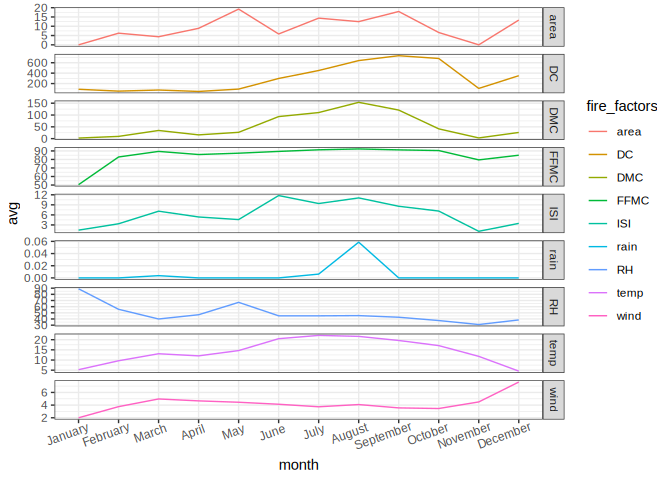 20
15
10
5
0
area
600
400
200
DC
150
100
50
0
DMC
90
80
70
60
50
FFMC
12
9
6
3
ISI
0.06
0.04
0.02
0.00
rain
90
80
70
60
50
40
30
RH
20
15
10
5
temp
6
4
2
wind
January
February
March
April
May
June
July
August
September
October
November
December
month
avg
fire_factors
area
DC
DMC
FFMC
ISI
rain
RH
temp
wind